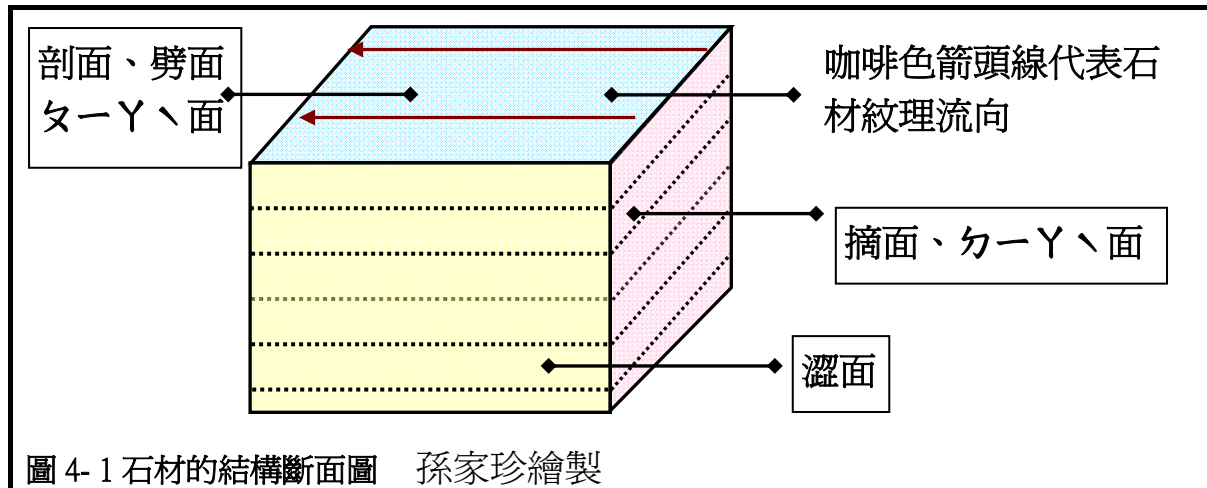 剖面、劈面
ㄆㄧㄚˋ面
咖啡色箭頭線代表石
材紋理流向
摘面、ㄉㄧㄚˋ面
澀面
圖 4- 1 石材的結構斷面圖 孫家珍繪製